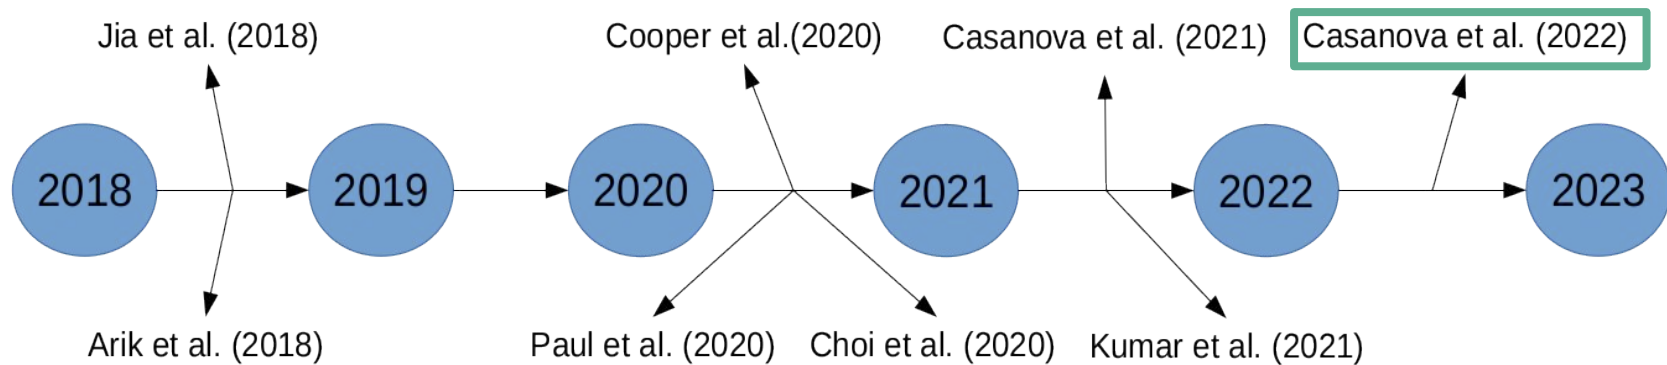 Jia et al. (2018)
Cooper et al.(2020)
Casanova et al. (2021)
Casanova et al. (2022)
2018
2019
2020
2021
2022
2023
Arik et al. (2018)
Paul et al. (2020)
Choi et al. (2020)
Kumar et al. (2021)